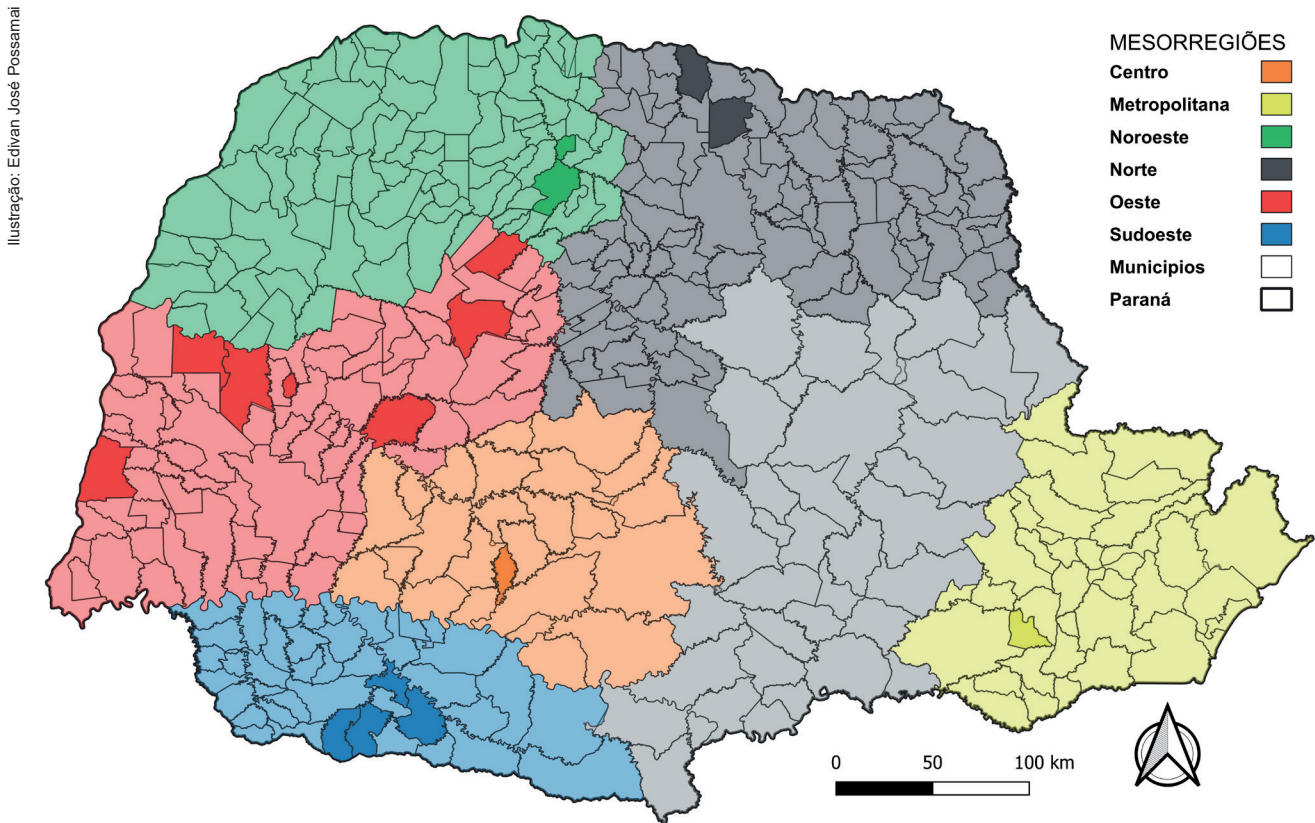 Ilustração: Edivan José Possamai
MESORREGIÕES
Centro
Metropolitana
Noroeste
Norte
Oeste
Sudoeste
Municipios
Paraná
0 50 100 km